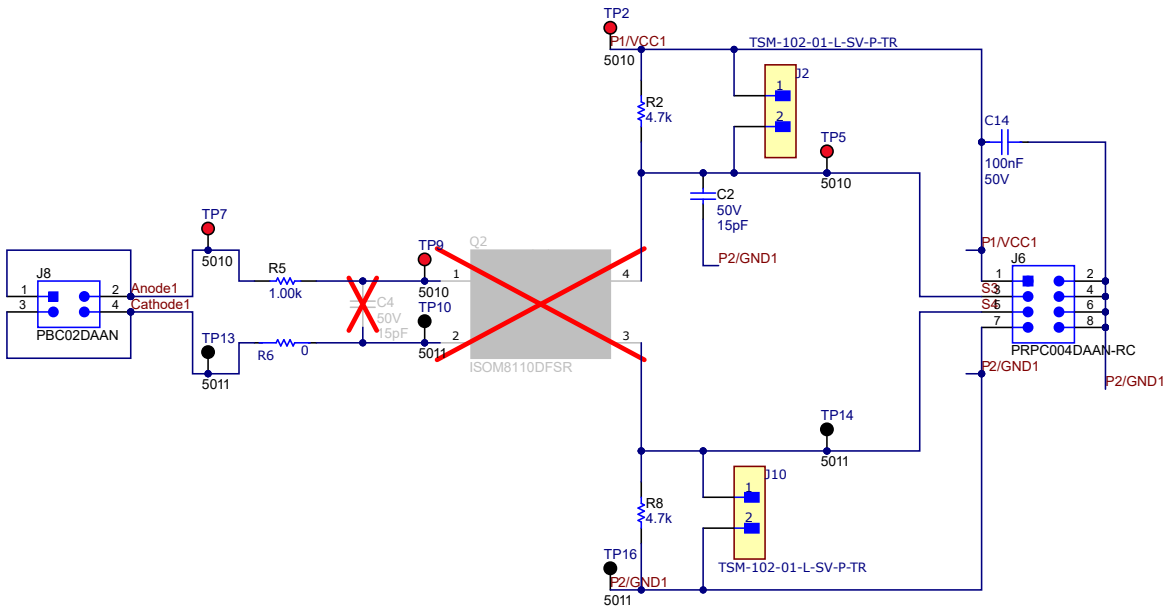 TP2
P1/VCC1
5010
TSM-102-01-L-SV-P-TR
J2
1
2
R2
4.7k
C14
100nF
50V
TP5
5010
C2
50V
15pF
P2/GND1
TP7
5010
J8
1
2
3
4
Anode1
Cathode1
PBC02DAAN
R5
1.00k
C4
50V
15pF
TP9
5010
TP10
5011
Q2
1
2
4
3
ISOM8110DFSR
TP13
5011
R6
0
P1/VCC1
J6
1
2
S3
3
4
S4
5
6
7
8
PRPC004DAAN-RC
P2/GND1
P2/GND1
TP14
5011
J10
1
2
R8
4.7k
TP16
P2/GND1
5011
TSM-102-01-L-SV-P-TR